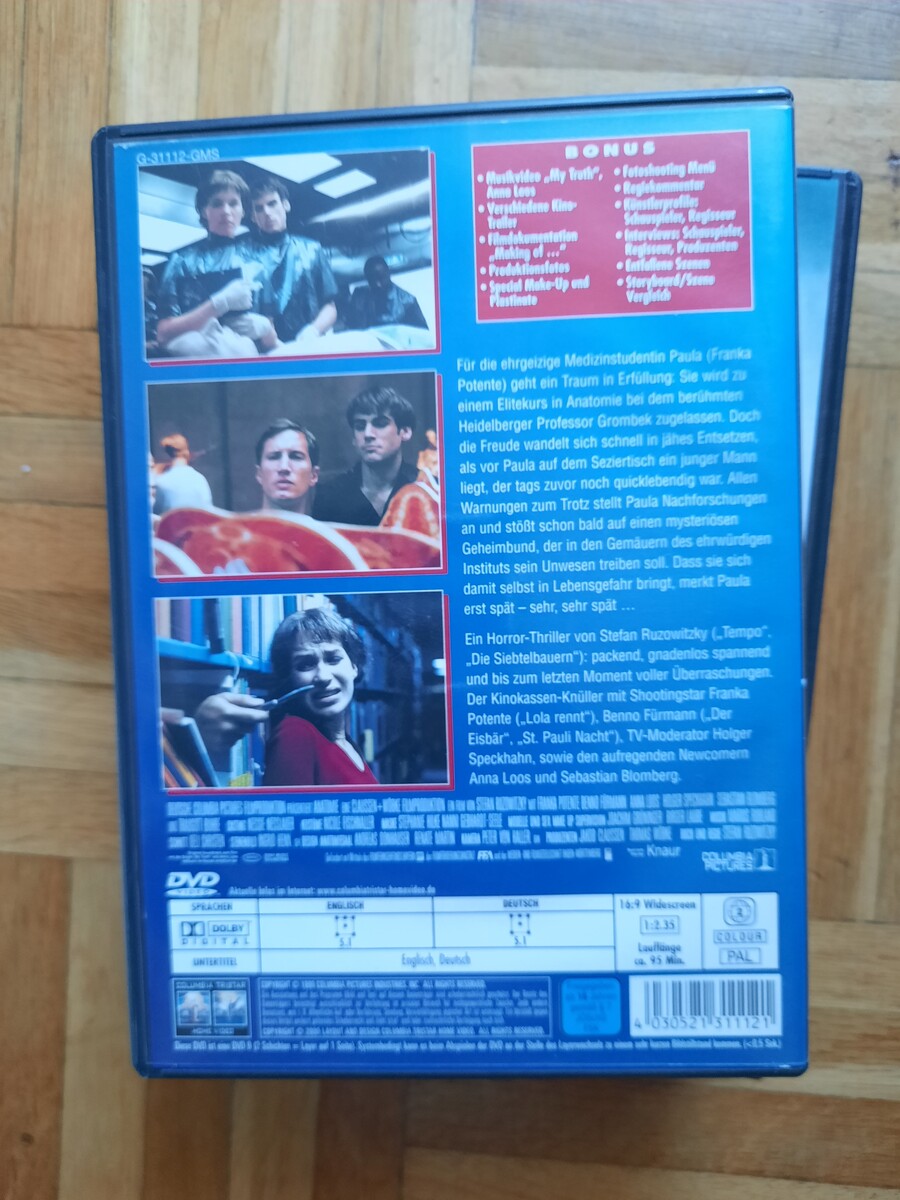 G-31112-GMS
BONUS
• Musikvideo „My Truth“,
Anna Loos
• Verschiedene Kino-
Trailer
• Filmdokumentation
„Making of ...“
• Produktionsfotos
• Special Make-Up und
Plastinate
• Fotoshooting Menü
• Regiekommentar
• Künstlerprofile:
Schauspieler, Regisseur
• Interviews: Schauspieler,
Regisseur, Produzenten
• Entfallene Szenen
• Storyboard/Szene
Vergleich
Für die ehrgeizige Medizinstudentin Paula (Franka
Potente) geht ein Traum in Erfüllung: Sie wird zu
einem Elitekurs in Anatomie bei dem berühmten
Heidelberger Professor Grombek zugelassen. Doch
die Freude wandelt sich schnell in jähes Entsetzen,
als vor Paula auf dem Seziertisch ein junger Mann
liegt, der tags zuvor noch quicklebendig war. Allen
Warnungen zum Trotz stellt Paula Nachforschungen
an und stößt schon bald auf einen mysteriösen
Geheimbund, der in den Gemäuern des ehrwürdigen
Instituts sein Unwesen treiben soll. Dass sie sich
damit selbst in Lebensgefahr bringt, merkt Paula
erst spät – sehr, sehr spät ...
Ein Horror-Thriller von Stefan Ruzowitzky („Tempo“,
„Die Siebtelbauern“): packend, gnadenlos spannend
und bis zum letzten Moment voller Überraschungen.
Der Kinokassen-Knüller mit Shootingstar Franka
Potente („Lola rennt“), Benno Fürmann („Der
Eisbär“, „St. Pauli Nacht“), TV-Moderator Holger
Speckhahn, sowie den aufregenden Newcomern
Anna Loos und Sebastian Blomberg.
Knaur
COLUMBIA
PICTURES
DVD
VIDEO
Aktuelle Infos im Internet: www.columbiatristar-homevideo.de
SPRACHEN
ENGLISCH
DEUTSCH
16:9 Widescreen
DOLBY
DIGITAL
5.1
5.1
1:2.35
Lauflänge
ca. 95 Min.
2
COLOUR
PAL
UNTERTITEL
Englisch, Deutsch
COLUMBIA TRISTAR
HOME VIDEO
4 030521 311121